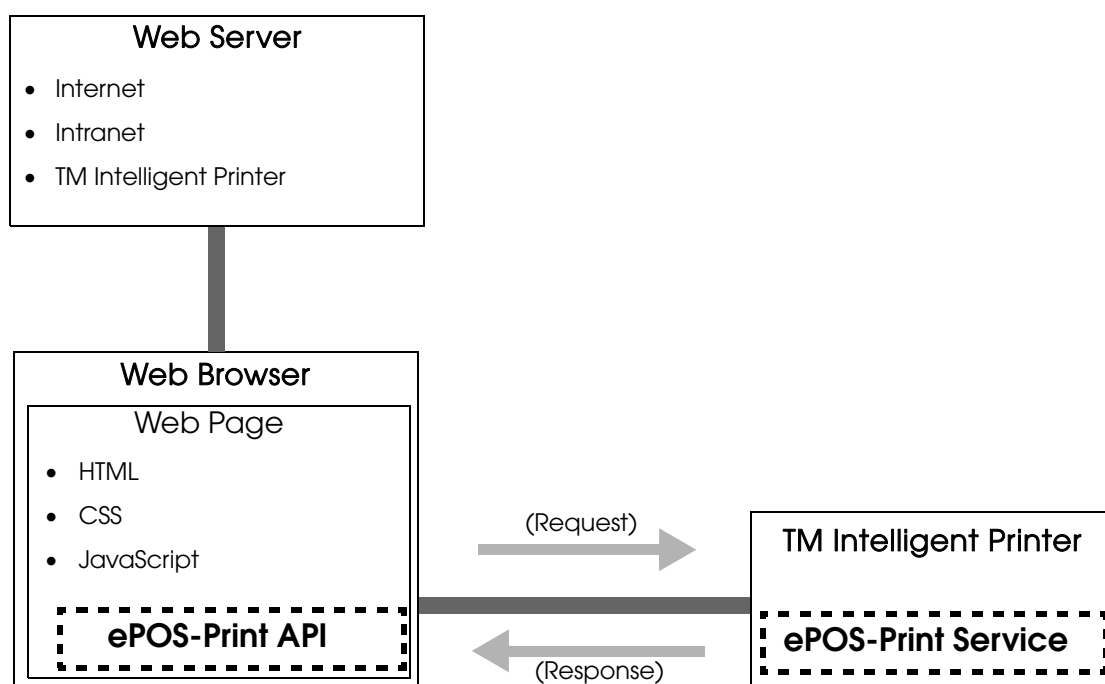 Web Server
• Internet
• Intranet
• TM Intelligent Printer
Web Browser
Web Page
• HTML
• CSS
• JavaScript
ePOS-Print API
(Request)
(Response)
TM Intelligent Printer
ePOS-Print Service